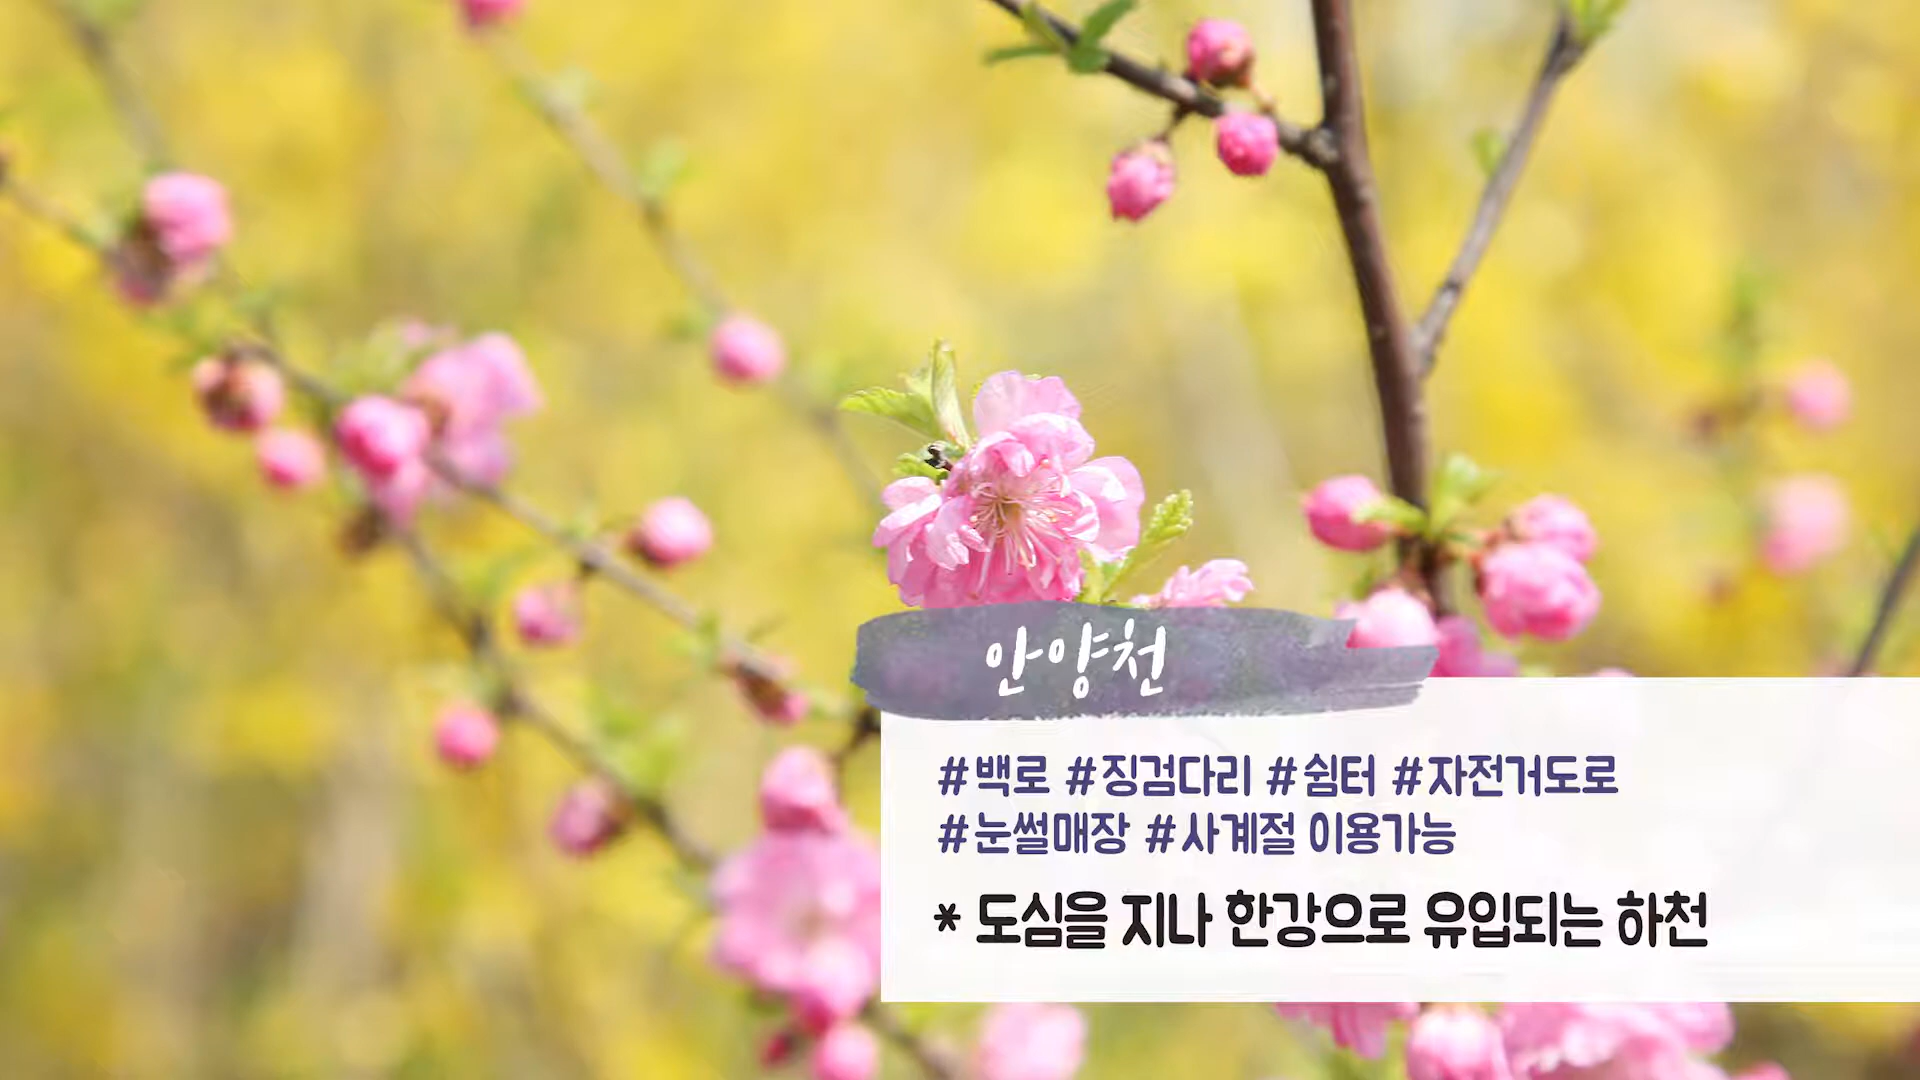 안양천
#백로 #징검다리 #쉼터 #자전거도로
#눈썰매장 #사계절 이용가능
* 도심을 지나 한강으로 유입되는 하천